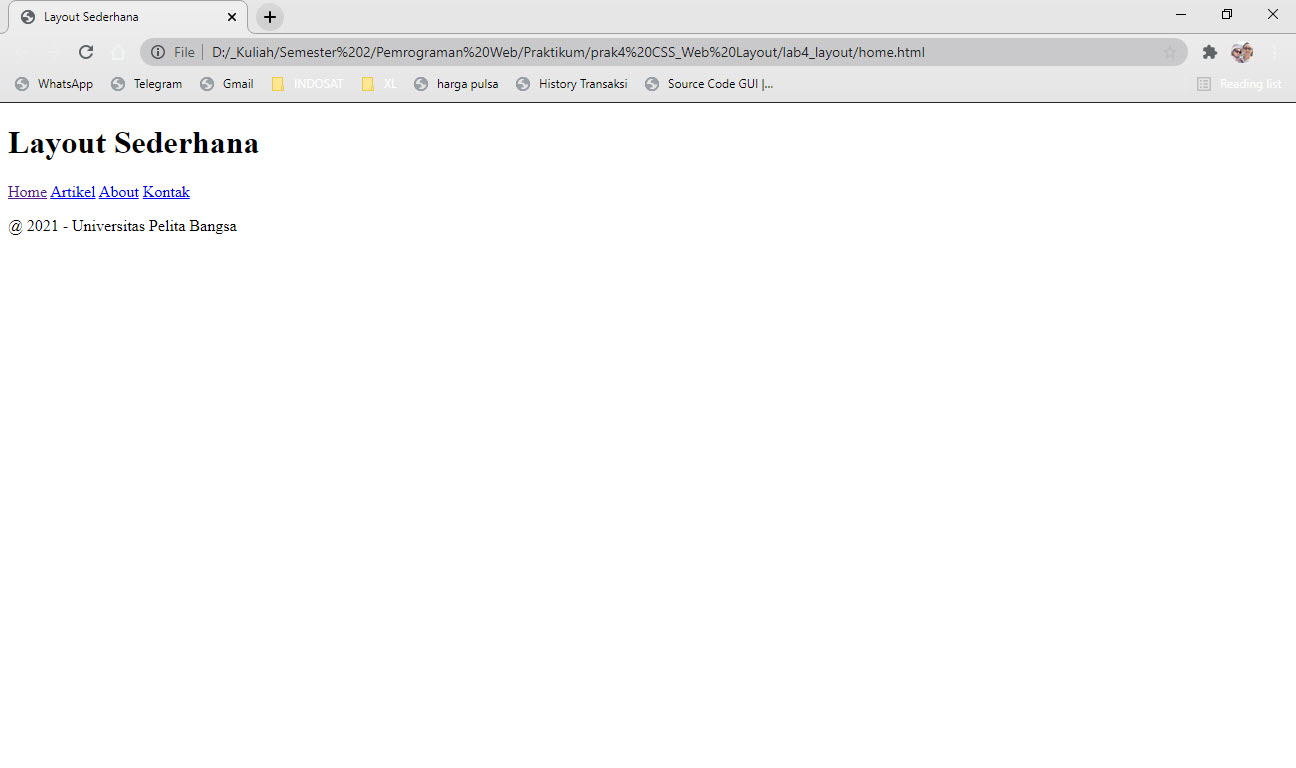 Layout Sederhana
File | D:/_Kuliah/Semester%202/Pemrograman%20Web/Praktikum/prak4%20CSS_Web%20Layout/lab4_layout/home.html
WhatsApp Telegram Gmail INDOSAT XL harga pulsa History Transaksi Source Code GUI |... Reading list
Layout Sederhana
Home Artikel About Kontak
@ 2021 - Universitas Pelita Bangsa